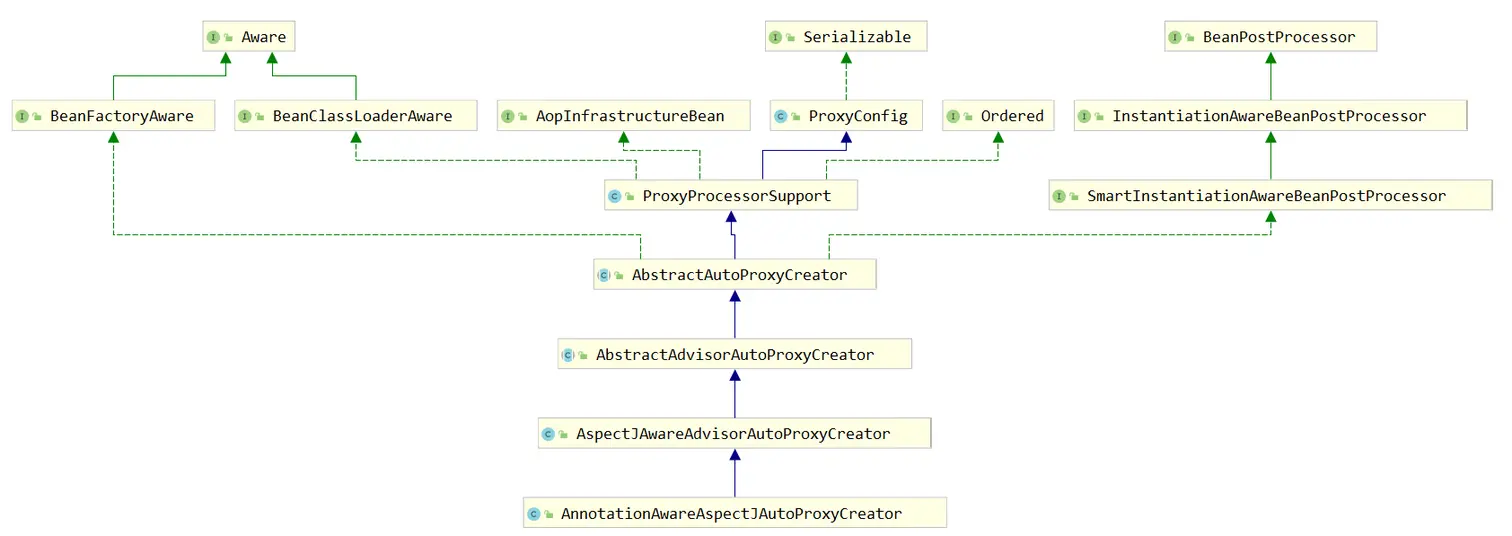 Aware
Serializable
BeanPostProcessor
BeanFactoryAware
BeanClassLoaderAware
AopInfrastructureBean
ProxyConfig
Ordered
InstantiationAwareBeanPostProcessor
ProxyProcessorSupport
SmartInstantiationAwareBeanPostProcessor
AbstractAutoProxyCreator
AbstractAdvisorAutoProxyCreator
AspectJAwareAdvisorAutoProxyCreator
AnnotationAwareAspectJAutoProxyCreator